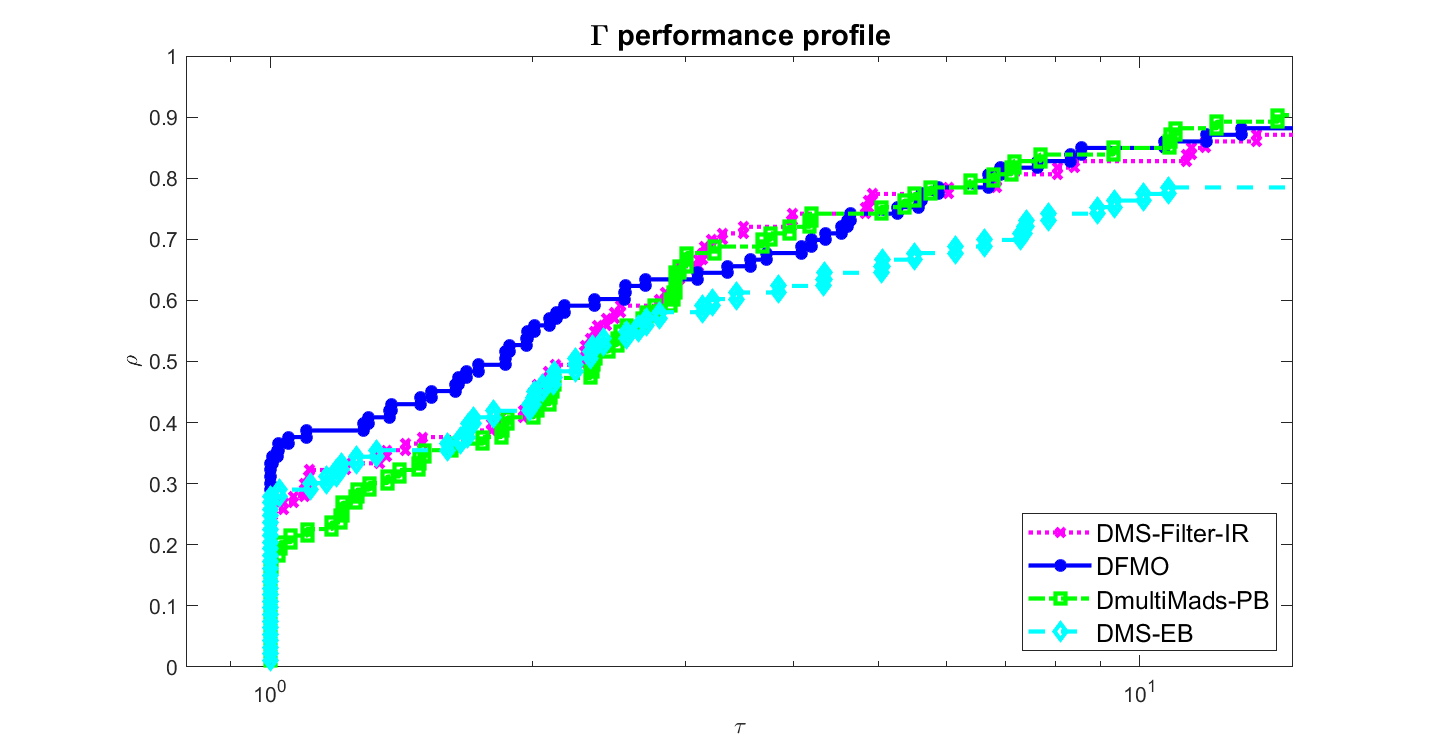 Γ performance profile
1
0.9
0.8
0.7
0.6
0.5
0.4
0.3
0.2
0.1
0
ρ
10⁰
10¹
τ
DMS-Filter-IR
DFMO
DmultiMads-PB
DMS-EB